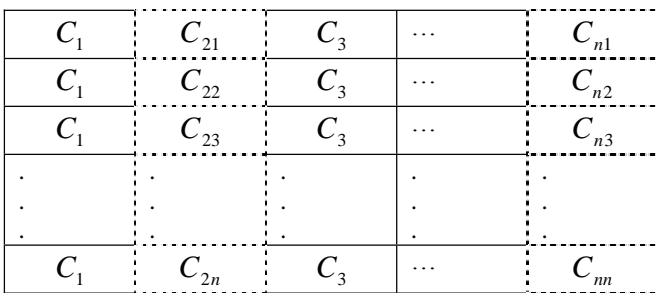 C₁ C₂₁ C₃ ... Cₙ₁
C₁ C₂₂ C₃ ... Cₙ₂
C₁ C₂₃ C₃ ... Cₙ₃
. . . . .
. . . . .
. . . . .
C₁ C₂ₙ C₃ ... Cₙₙ